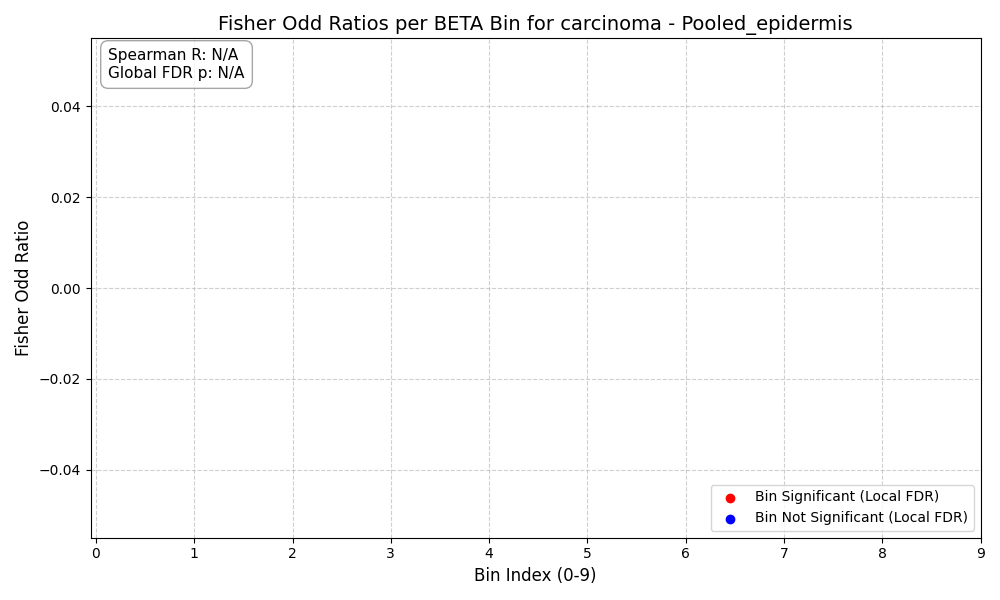 Fisher Odd Ratios per BETA Bin for carcinoma - Pooled_epidermis
Spearman R: N/A
Global FDR p: N/A
Fisher Odd Ratio
0.04
0.02
0.00
−0.02
−0.04
Bin Significant (Local FDR)
Bin Not Significant (Local FDR)
0 1 2 3 4 5 6 7 8 9
Bin Index (0-9)